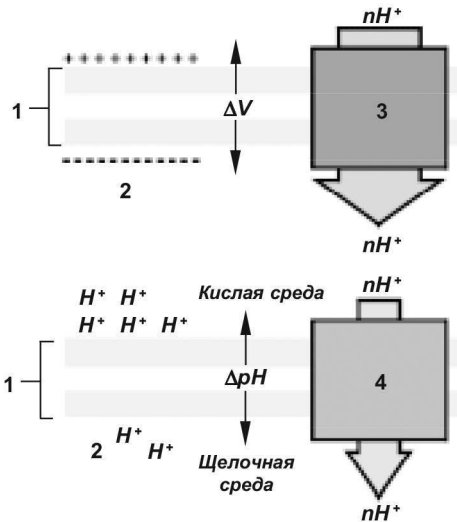 nH⁺
+ + + + + + + + +
1
ΔV
3
2
nH⁺
nH⁺
H⁺ H⁺
Кислая среда
H⁺ H⁺ H⁺
1
ΔpH
4
H⁺
2
H⁺
Щелочная
среда
nH⁺